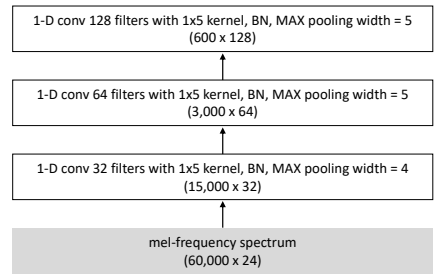 1-D conv 128 filters with 1x5 kernel, BN, MAX pooling width = 5
(600 x 128)
1-D conv 64 filters with 1x5 kernel, BN, MAX pooling width = 5
(3,000 x 64)
1-D conv 32 filters with 1x5 kernel, BN, MAX pooling width = 4
(15,000 x 32)
mel-frequency spectrum
(60,000 x 24)